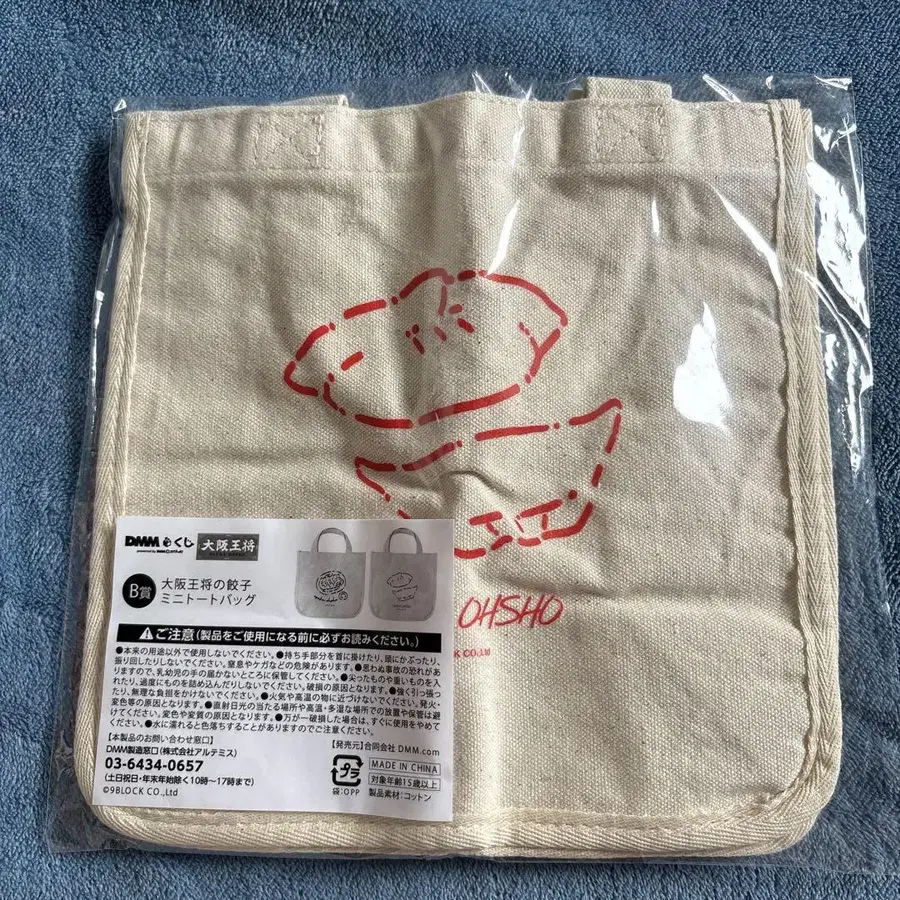 DMMくじ
大阪王将
B賞
大阪王将の餃子
ミニトートバッグ
ご注意（製品をご使用になる前に必ずお読みください。）
●本来の用途以外で使用しないでください。●持ち手部分を首に掛けたり、頭にかぶったり、
振り回したりしないでください。窒息やケガなどの危険があります。●思わぬ事故の恐れがあ
りますので、乳幼児の手の届かないところに保管してください。●尖ったものや重いものを入
れたり、過度にものを詰め込んだりしないでください。破損の原因となります。●強く引っ張っ
たり、無理な負担をかけないでください。●火気や高温の物に近づけないでください。発火・
変色等の原因となります。●直射日光の当たる場所や高温・多湿な場所での放置や保管は避
けてください。変色や変質の原因となります。●万が一破損した場合は、すぐに使用をやめて
ください。●水に濡れると色落ちすることがありますのでご注意ください。
【本製品のお問い合わせ窓口】
DMM製造窓口（株式会社アルテミス）
03-6434-0657
（土日祝日・年末年始除く10時〜17時まで）
©9BLOCK CO.,Ltd
【発売元】合同会社 DMM.com
プラ
袋：OPP
MADE IN CHINA
対象年齢15歳以上
製品素材：コットン
OHSHO
CK CO.,Ltd